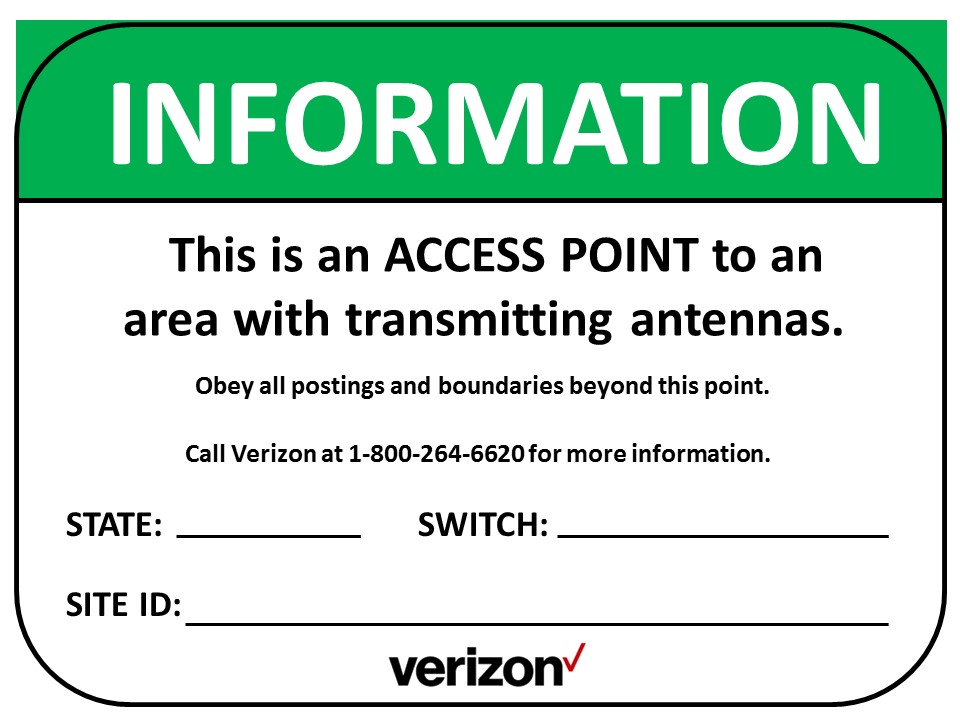 INFORMATION
This is an ACCESS POINT to an
area with transmitting antennas.
Obey all postings and boundaries beyond this point.
Call Verizon at 1-800-264-6620 for more information.
STATE: __________ SWITCH: __________________
SITE ID: ______________________________________
verizon✓